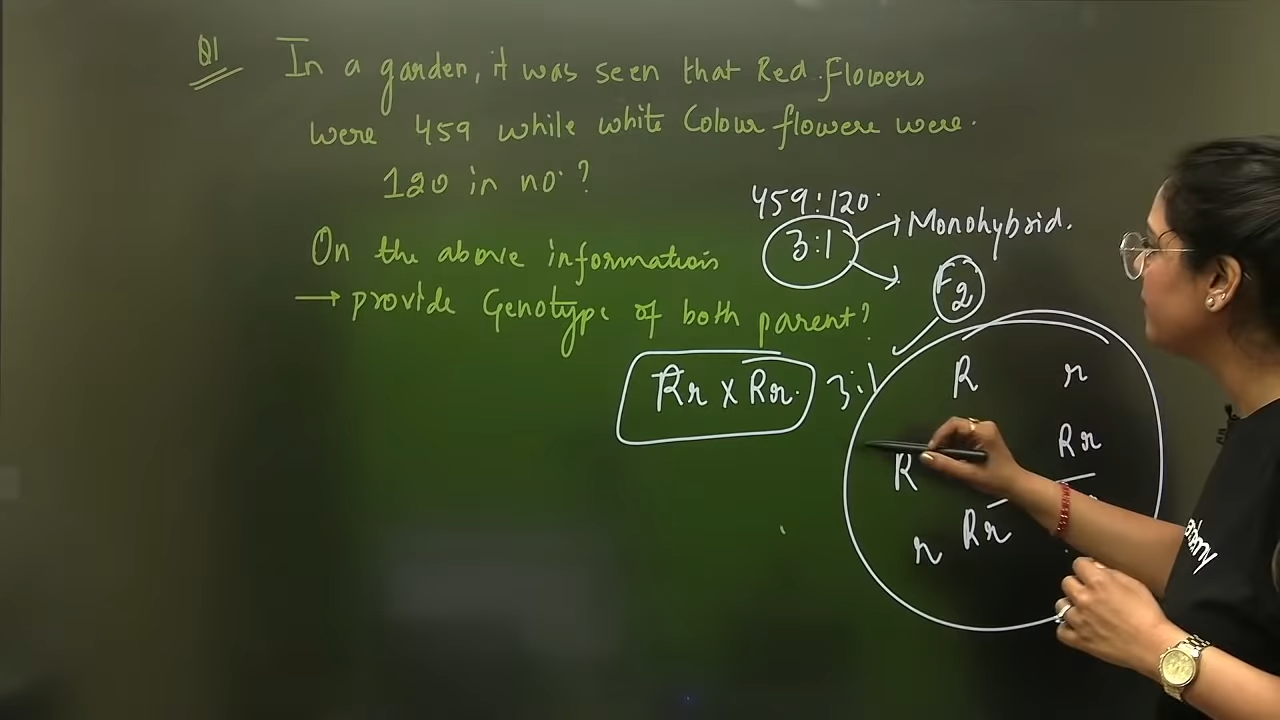 Q1 In a garden, it was seen that Red flowers
were 459 while white Colour flowere were.
120 in no?
459:120
3:1 → Monohybrid.
F2
On the above information
→ provide Genotype of both parent?
Rr x Rr. 3:1
R r
R Rr
r Rr